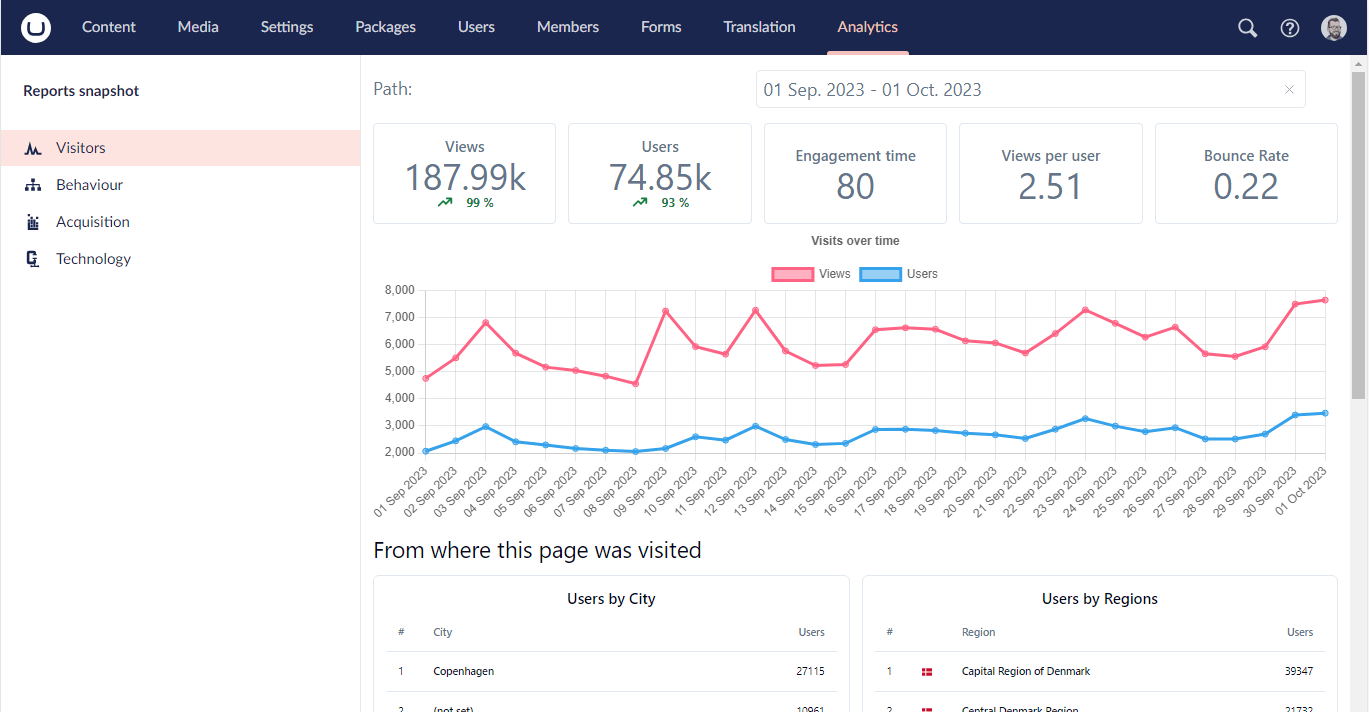 Content Media Settings Packages Users Members Forms Translation Analytics
Reports snapshot
Visitors
Behaviour
Acquisition
Technology
Path:
01 Sep. 2023 - 01 Oct. 2023
Views
187.99k
99 %
Users
74.85k
93 %
Engagement time
80
Views per user
2.51
Bounce Rate
0.22
Visits over time
Views Users
8,000
7,000
6,000
5,000
4,000
3,000
2,000
01 Sep 2023
02 Sep 2023
03 Sep 2023
04 Sep 2023
05 Sep 2023
06 Sep 2023
07 Sep 2023
08 Sep 2023
09 Sep 2023
10 Sep 2023
11 Sep 2023
12 Sep 2023
13 Sep 2023
14 Sep 2023
15 Sep 2023
16 Sep 2023
17 Sep 2023
18 Sep 2023
19 Sep 2023
20 Sep 2023
21 Sep 2023
22 Sep 2023
23 Sep 2023
24 Sep 2023
25 Sep 2023
26 Sep 2023
27 Sep 2023
28 Sep 2023
29 Sep 2023
30 Sep 2023
01 Oct 2023
From where this page was visited
Users by City
# City Users
1 Copenhagen 27115
2 (not set) 10961
Users by Regions
# Region Users
1 Capital Region of Denmark 39347
2 Central Denmark Region 21732